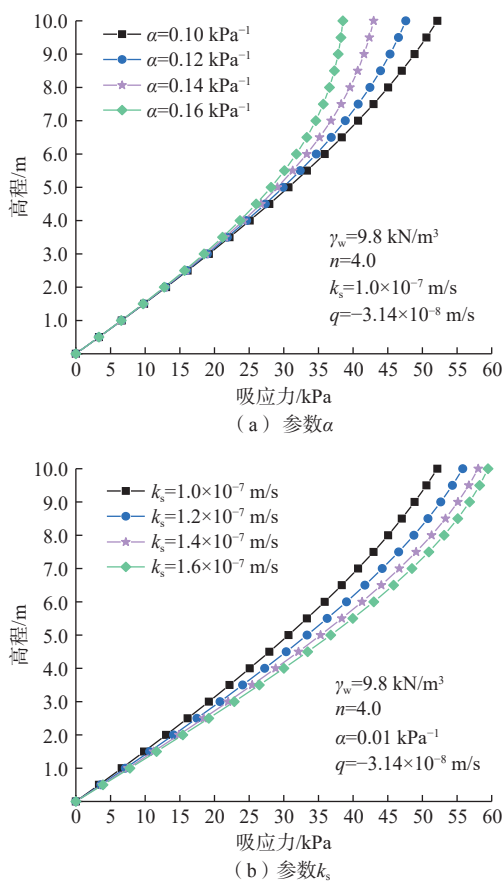 10.0
9.0
8.0
7.0
6.0
5.0
4.0
3.0
2.0
1.0
高程/m
α=0.10 kPa⁻¹
α=0.12 kPa⁻¹
α=0.14 kPa⁻¹
α=0.16 kPa⁻¹
γw=9.8 kN/m³
n=4.0
ks=1.0×10⁻⁷ m/s
q=−3.14×10⁻⁸ m/s
0 5 10 15 20 25 30 35 40 45 50 55 60
吸应力/kPa
（a）参数α
10.0
9.0
8.0
7.0
6.0
5.0
4.0
3.0
2.0
1.0
高程/m
ks=1.0×10⁻⁷ m/s
ks=1.2×10⁻⁷ m/s
ks=1.4×10⁻⁷ m/s
ks=1.6×10⁻⁷ m/s
γw=9.8 kN/m³
n=4.0
α=0.01 kPa⁻¹
q=−3.14×10⁻⁸ m/s
0 5 10 15 20 25 30 35 40 45 50 55 60
吸应力/kPa
（b）参数ks